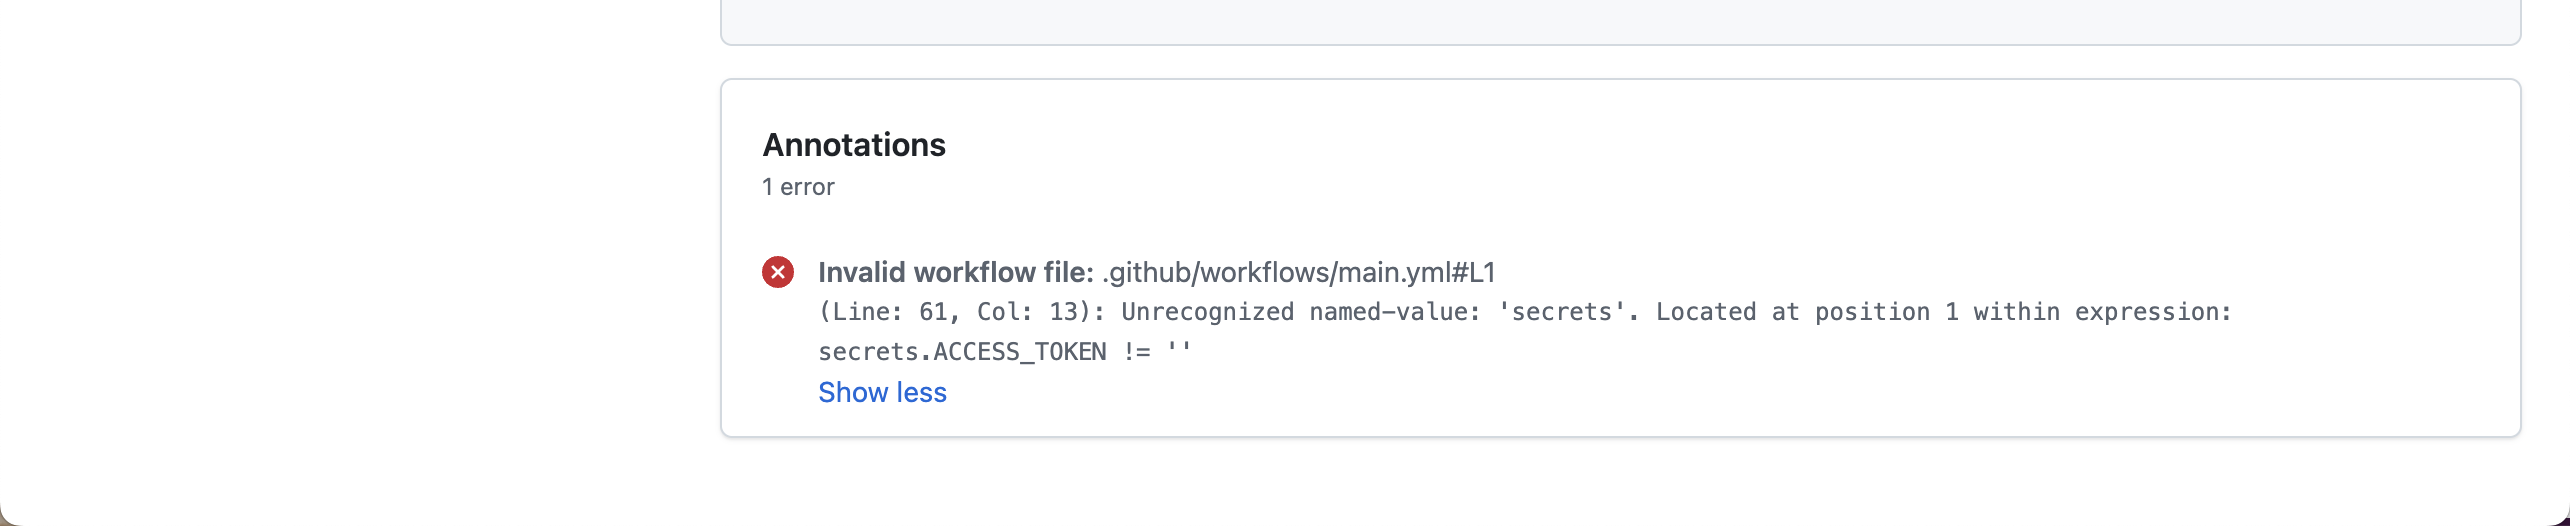 Annotations
1 error
Invalid workflow file: .github/workflows/main.yml#L1
(Line: 61, Col: 13): Unrecognized named-value: 'secrets'. Located at position 1 within expression:
secrets.ACCESS_TOKEN != ''
Show less